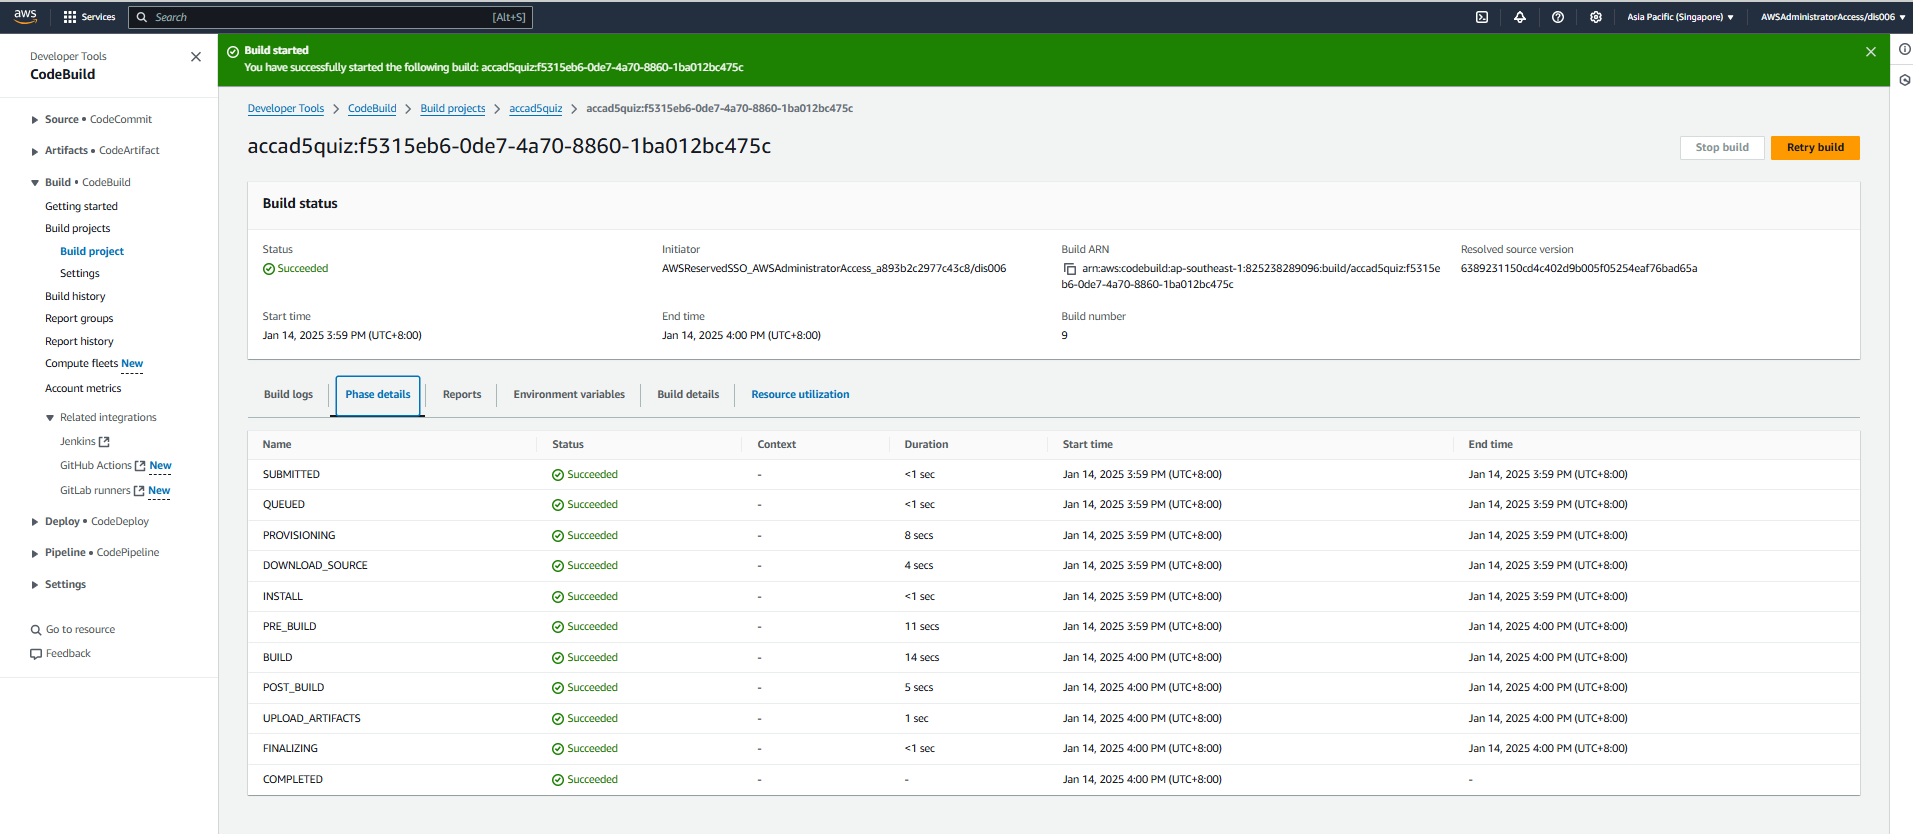 aws
Services
Search
[Alt+S]
Asia Pacific (Singapore)
AWSAdministratorAccess/dis006
Developer Tools
CodeBuild
Source • CodeCommit
Artifacts • CodeArtifact
Build • CodeBuild
Getting started
Build projects
Build project
Settings
Build history
Report groups
Report history
Compute fleets New
Account metrics
Related integrations
Jenkins
GitHub Actions New
GitLab runners New
Deploy • CodeDeploy
Pipeline • CodePipeline
Settings
Go to resource
Feedback
Build started
You have successfully started the following build: accad5quiz:f5315eb6-0de7-4a70-8860-1ba012bc475c
Developer Tools > CodeBuild > Build projects > accad5quiz > accad5quiz:f5315eb6-0de7-4a70-8860-1ba012bc475c
accad5quiz:f5315eb6-0de7-4a70-8860-1ba012bc475c
Stop build
Retry build
Build status
Status
Succeeded
Initiator
AWSReservedSSO_AWSAdministratorAccess_a893b2c2977c43c8/dis006
Build ARN
arn:aws:codebuild:ap-southeast-1:825238289096:build/accad5quiz:f5315e
b6-0de7-4a70-8860-1ba012bc475c
Resolved source version
6389231150cd4c402d9b005f05254eaf76bad65a
Start time
Jan 14, 2025 3:59 PM (UTC+8:00)
End time
Jan 14, 2025 4:00 PM (UTC+8:00)
Build number
9
Build logs
Phase details
Reports
Environment variables
Build details
Resource utilization
Name Status Context Duration Start time End time
SUBMITTED Succeeded - <1 sec Jan 14, 2025 3:59 PM (UTC+8:00) Jan 14, 2025 3:59 PM (UTC+8:00)
QUEUED Succeeded - <1 sec Jan 14, 2025 3:59 PM (UTC+8:00) Jan 14, 2025 3:59 PM (UTC+8:00)
PROVISIONING Succeeded - 8 secs Jan 14, 2025 3:59 PM (UTC+8:00) Jan 14, 2025 3:59 PM (UTC+8:00)
DOWNLOAD_SOURCE Succeeded - 4 secs Jan 14, 2025 3:59 PM (UTC+8:00) Jan 14, 2025 3:59 PM (UTC+8:00)
INSTALL Succeeded - <1 sec Jan 14, 2025 3:59 PM (UTC+8:00) Jan 14, 2025 3:59 PM (UTC+8:00)
PRE_BUILD Succeeded - 11 secs Jan 14, 2025 3:59 PM (UTC+8:00) Jan 14, 2025 4:00 PM (UTC+8:00)
BUILD Succeeded - 14 secs Jan 14, 2025 4:00 PM (UTC+8:00) Jan 14, 2025 4:00 PM (UTC+8:00)
POST_BUILD Succeeded - 5 secs Jan 14, 2025 4:00 PM (UTC+8:00) Jan 14, 2025 4:00 PM (UTC+8:00)
UPLOAD_ARTIFACTS Succeeded - 1 sec Jan 14, 2025 4:00 PM (UTC+8:00) Jan 14, 2025 4:00 PM (UTC+8:00)
FINALIZING Succeeded - <1 sec Jan 14, 2025 4:00 PM (UTC+8:00) Jan 14, 2025 4:00 PM (UTC+8:00)
COMPLETED Succeeded - - Jan 14, 2025 4:00 PM (UTC+8:00) -